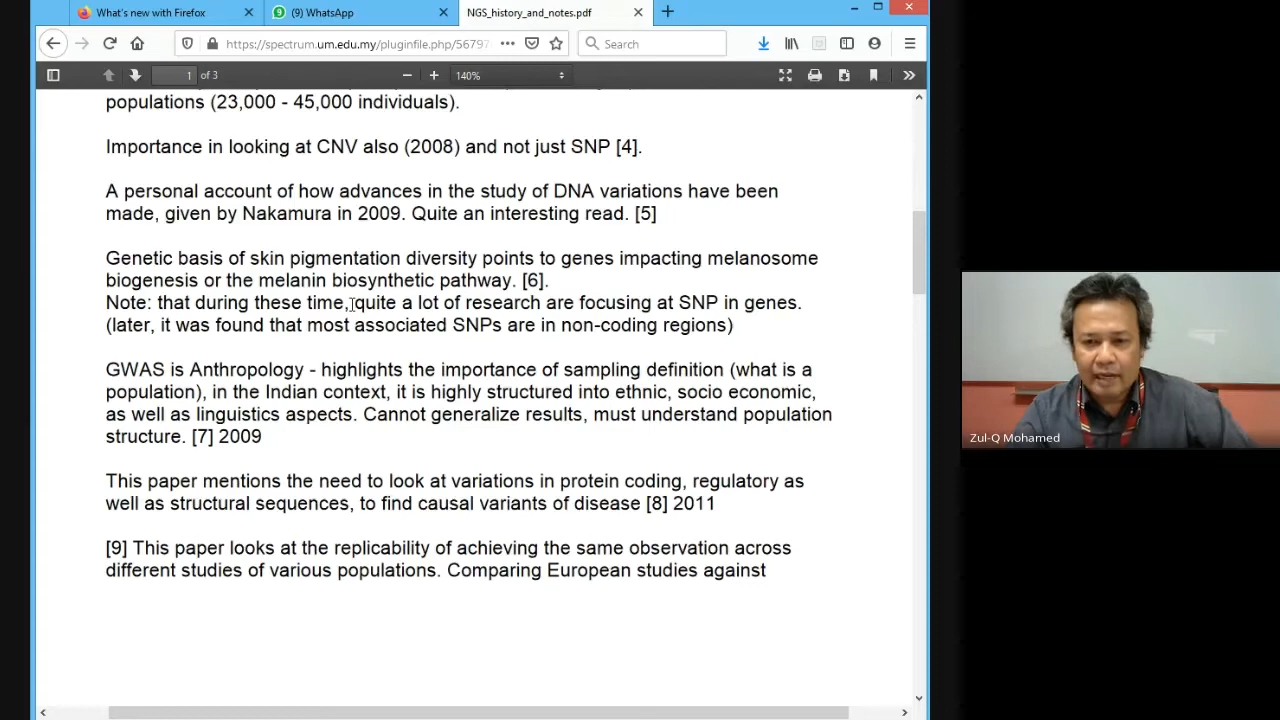 What's new with Firefox
(9) WhatsApp
NGS_history_and_notes.pdf
https://spectrum.um.edu.my/pluginfile.php/56797
Search
1 of 3
140%
populations (23,000 - 45,000 individuals).
Importance in looking at CNV also (2008) and not just SNP [4].
A personal account of how advances in the study of DNA variations have been
made, given by Nakamura in 2009. Quite an interesting read. [5]
Genetic basis of skin pigmentation diversity points to genes impacting melanosome
biogenesis or the melanin biosynthetic pathway. [6].
Note: that during these time, quite a lot of research are focusing at SNP in genes.
(later, it was found that most associated SNPs are in non-coding regions)
GWAS is Anthropology - highlights the importance of sampling definition (what is a
population), in the Indian context, it is highly structured into ethnic, socio economic,
as well as linguistics aspects. Cannot generalize results, must understand population
structure. [7] 2009
This paper mentions the need to look at variations in protein coding, regulatory as
well as structural sequences, to find causal variants of disease [8] 2011
[9] This paper looks at the replicability of achieving the same observation across
different studies of various populations. Comparing European studies against
Zul-Q Mohamed